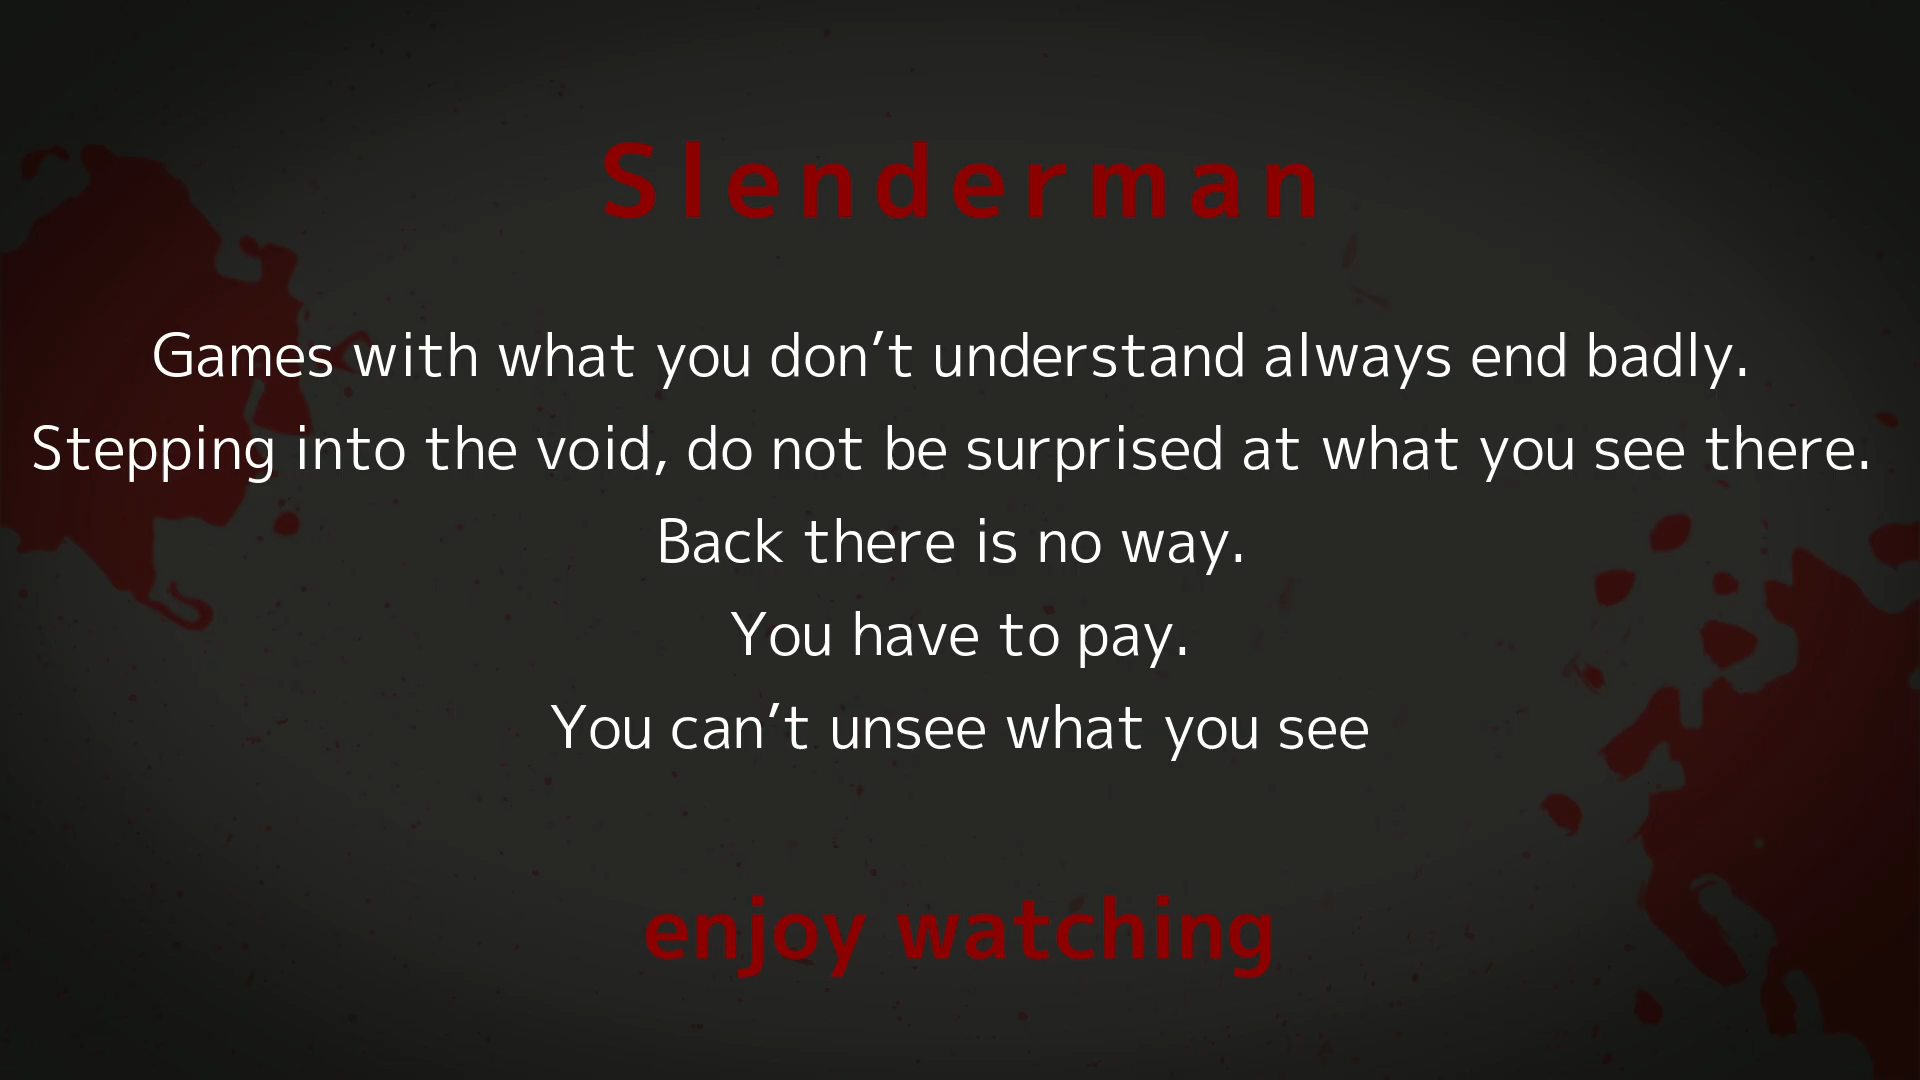 Slenderman
Games with what you don’t understand always end badly.
Stepping into the void, do not be surprised at what you see there.
Back there is no way.
You have to pay.
You can’t unsee what you see
enjoy watching